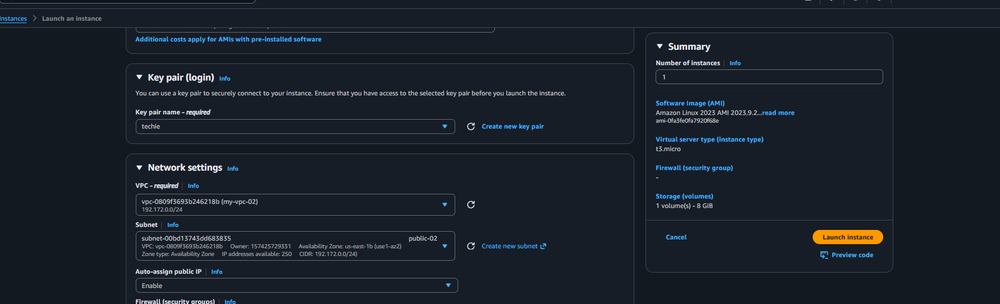 Instances > Launch an instance
Additional costs apply for AMIs with pre-installed software
Key pair (login) Info
You can use a key pair to securely connect to your instance. Ensure that you have access to the selected key pair before you launch the instance.
Key pair name - required
techie
Create new key pair
Network settings Info
VPC - required Info
vpc-0809f3693b246218b (my-vpc-02)
192.172.0.0/24
Subnet Info
subnet-00bd13743dd683835 public-02
VPC: vpc-0809f3693b246218b Owner: 157425729331 Availability Zone: us-east-1b (use1-az2)
Zone type: Availability Zone IP addresses available: 250 CIDR: 192.172.0.0/24)
Create new subnet
Auto-assign public IP Info
Enable
Firewall (security groups) Info
Summary
Number of instances Info
1
Software Image (AMI)
Amazon Linux 2023 AMI 2023.9.2...read more
ami-0fa3fe0fa7920f68e
Virtual server type (instance type)
t3.micro
Firewall (security group)
-
Storage (volumes)
1 volume(s) - 8 GiB
Cancel
Launch instance
Preview code